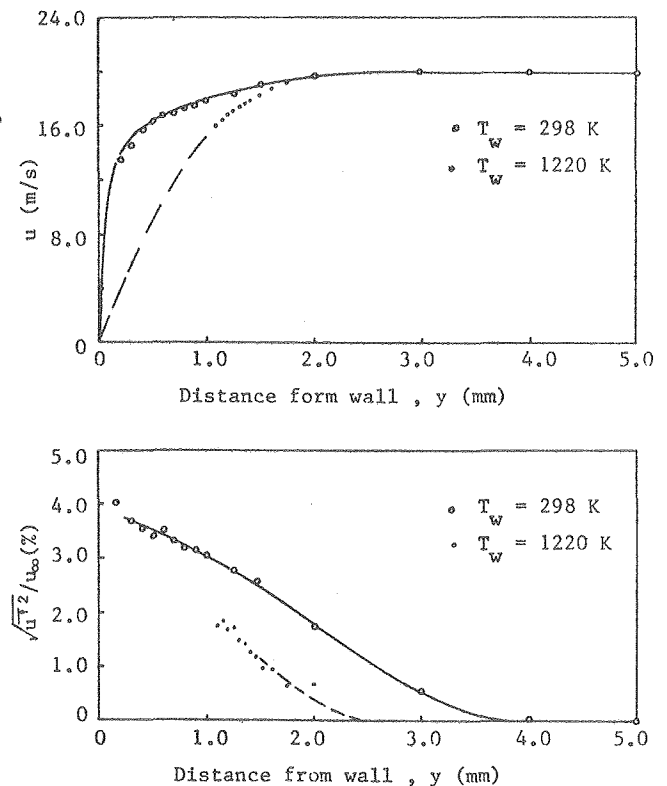 24.0
16.0
8.0
0
u (m/s)
T_w = 298 K
T_w = 1220 K
0 1.0 2.0 3.0 4.0 5.0
Distance form wall , y (mm)
5.0
4.0
3.0
2.0
1.0
0
√u'²/u∞(%)
T_w = 298 K
T_w = 1220 K
0 1.0 2.0 3.0 4.0 5.0
Distance from wall , y (mm)